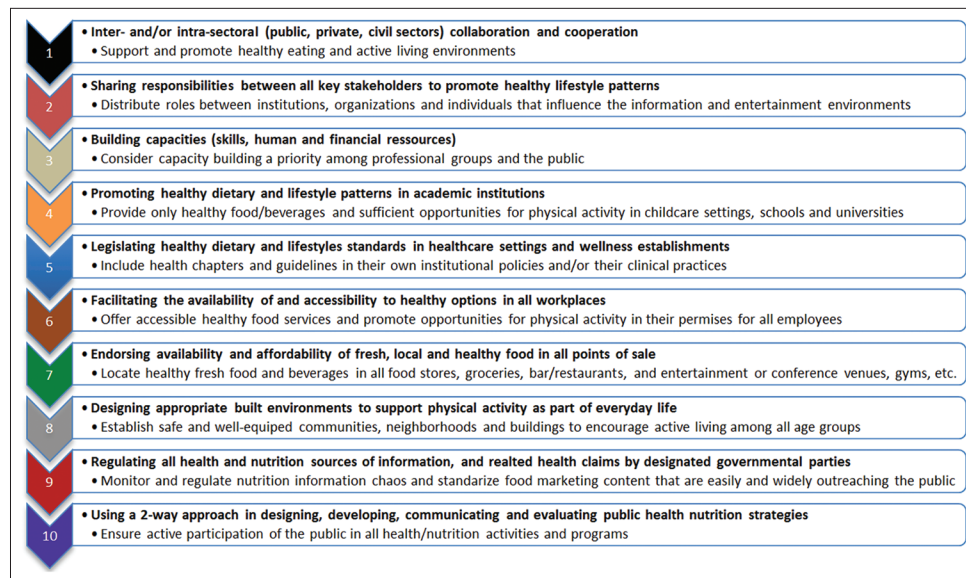 1
• Inter- and/or intra-sectoral (public, private, civil sectors) collaboration and cooperation
• Support and promote healthy eating and active living environments
2
• Sharing responsibilities between all key stakeholders to promote healthy lifestyle patterns
• Distribute roles between institutions, organizations and individuals that influence the information and entertainment environments
3
• Building capacities (skills, human and financial ressources)
• Consider capacity building a priority among professional groups and the public
4
• Promoting healthy dietary and lifestyle patterns in academic institutions
• Provide only healthy food/beverages and sufficient opportunities for physical activity in childcare settings, schools and universities
5
• Legislating healthy dietary and lifestyles standards in healthcare settings and wellness establishments
• Include health chapters and guidelines in their own institutional policies and/or their clinical practices
6
• Facilitating the availability of and accessibility to healthy options in all workplaces
• Offer accessible healthy food services and promote opportunities for physical activity in their permises for all employees
7
• Endorsing availability and affordability of fresh, local and healthy food in all points of sale
• Locate healthy fresh food and beverages in all food stores, groceries, bar/restaurants, and entertainment or conference venues, gyms, etc.
8
• Designing appropriate built environments to support physical activity as part of everyday life
• Establish safe and well-equiped communities, neighborhoods and buildings to encourage active living among all age groups
9
• Regulating all health and nutrition sources of information, and realted health claims by designated governmental parties
• Monitor and regulate nutrition information chaos and standarize food marketing content that are easily and widely outreaching the public
10
• Using a 2-way approach in designing, developing, communicating and evaluating public health nutrition strategies
• Ensure active participation of the public in all health/nutrition activities and programs